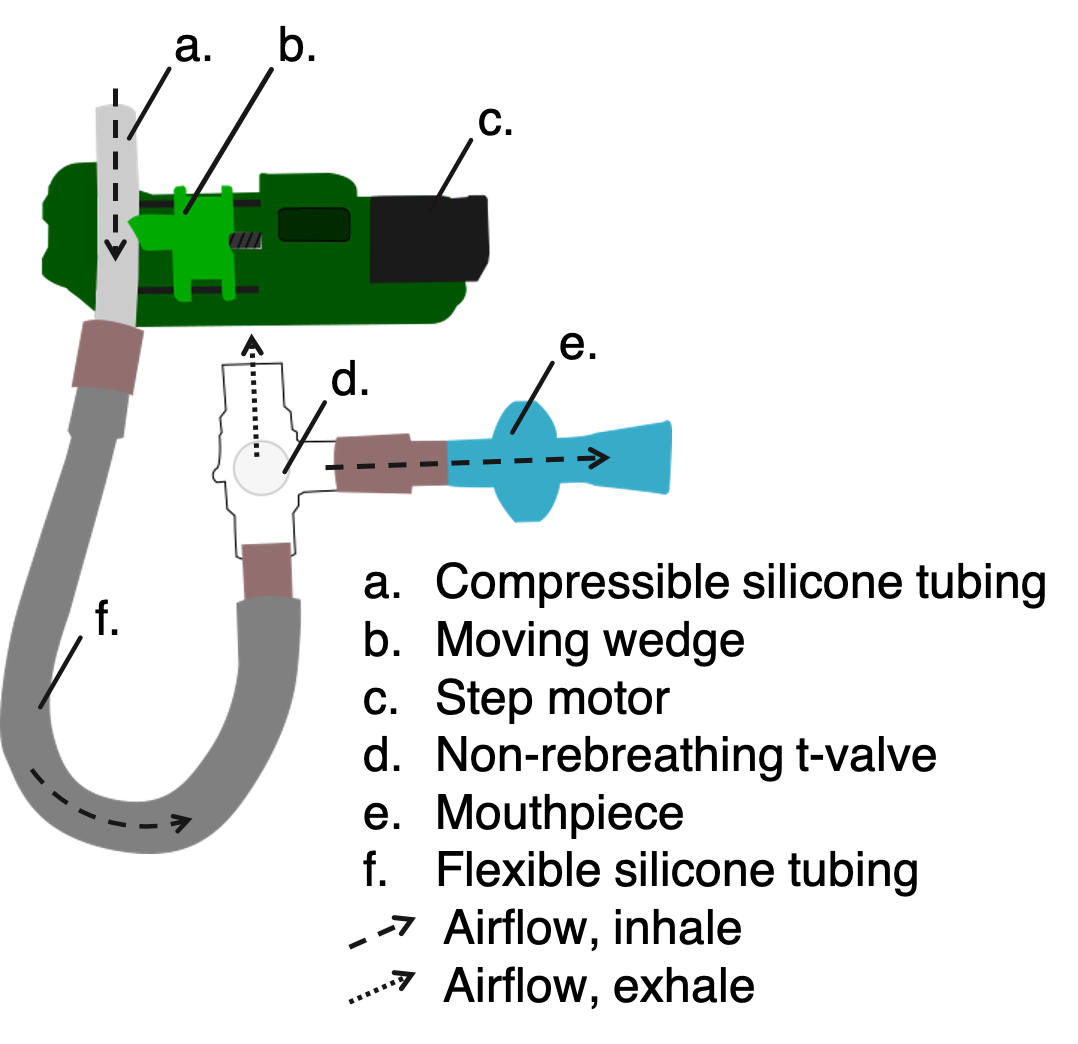 a.
b.
c.
d.
e.
f.
a. Compressible silicone tubing
b. Moving wedge
c. Step motor
d. Non-rebreathing t-valve
e. Mouthpiece
f. Flexible silicone tubing
Airflow, inhale
Airflow, exhale